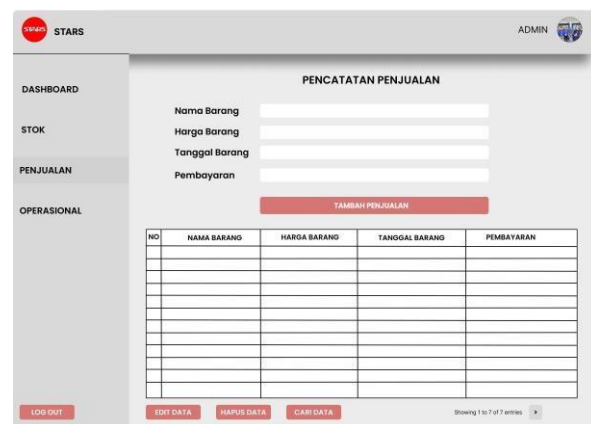 STARS STARS ADMIN
PENCATATAN PENJUALAN
DASHBOARD
STOK
PENJUALAN
OPERASIONAL
Nama Barang
Harga Barang
Tanggal Barang
Pembayaran
TAMBAH PENJUALAN
NO NAMA BARANG HARGA BARANG TANGGAL BARANG PEMBAYARAN
LOG OUT EDIT DATA HAPUS DATA CARI DATA Showing 1 to 7 of 7 entries